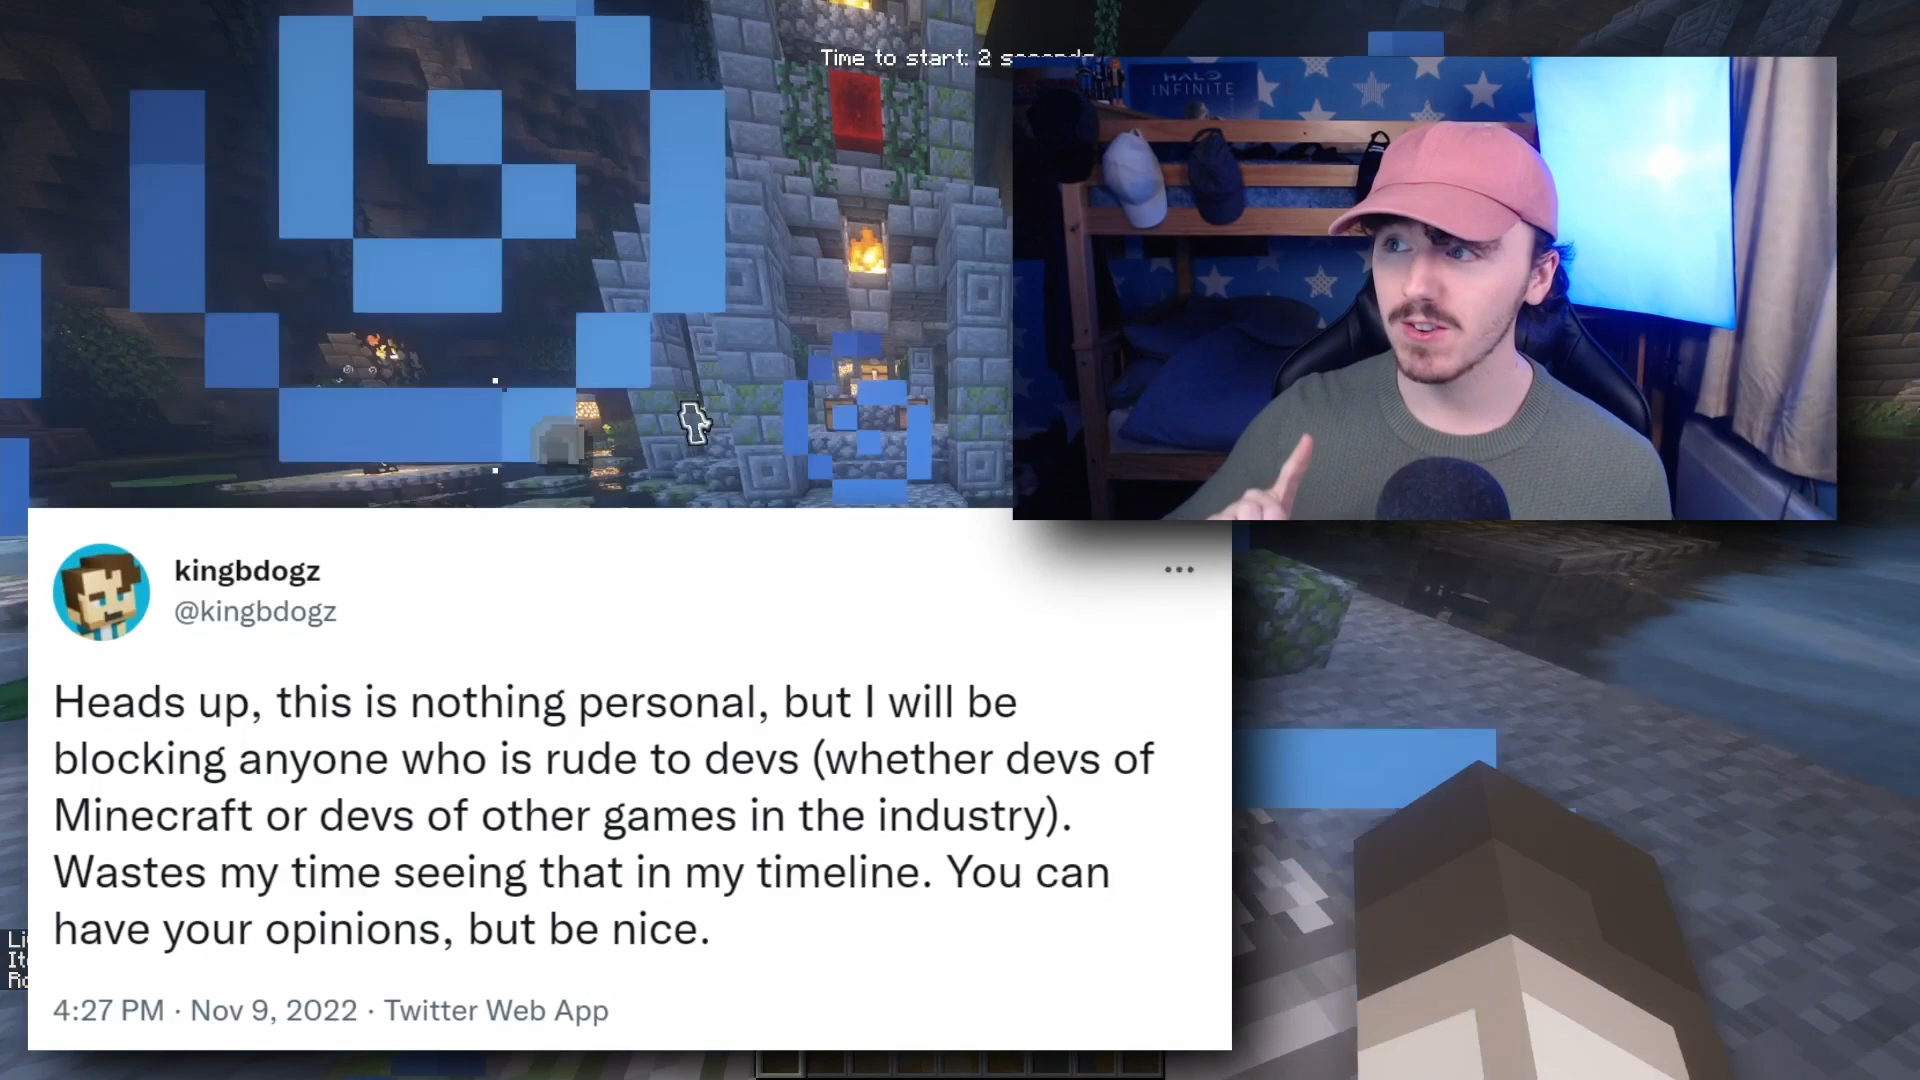 Time to start: 2 seconds
HALO
INFINITE
kingbdogz
@kingbdogz
Heads up, this is nothing personal, but I will be
blocking anyone who is rude to devs (whether devs of
Minecraft or devs of other games in the industry).
Wastes my time seeing that in my timeline. You can
have your opinions, but be nice.
4:27 PM · Nov 9, 2022 · Twitter Web App